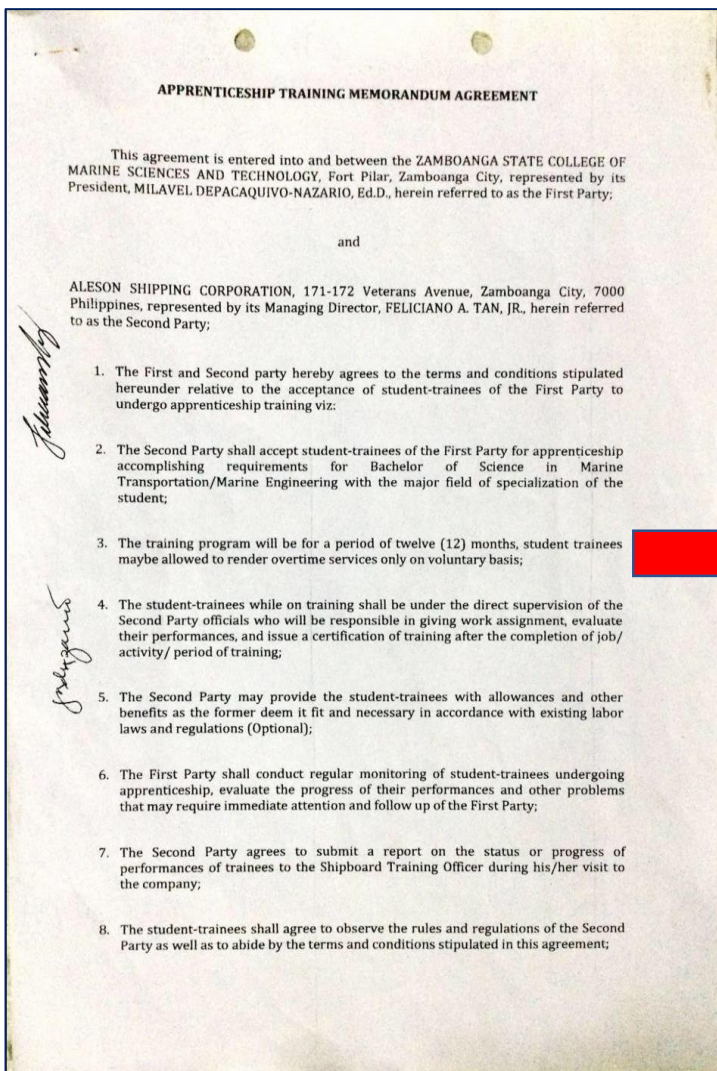 APPRENTICESHIP TRAINING MEMORANDUM AGREEMENT
This agreement is entered into and between the ZAMBOANGA STATE COLLEGE OF
MARINE SCIENCES AND TECHNOLOGY, Fort Pilar, Zamboanga City, represented by its
President, MILAVEL DEPACAQUIVO-NAZARIO, Ed.D., herein referred to as the First Party;
and
ALESON SHIPPING CORPORATION, 171-172 Veterans Avenue, Zamboanga City, 7000
Philippines, represented by its Managing Director, FELICIANO A. TAN, JR., herein referred
to as the Second Party;
1. The First and Second party hereby agrees to the terms and conditions stipulated
hereunder relative to the acceptance of student-trainees of the First Party to
undergo apprenticeship training viz:
2. The Second Party shall accept student-trainees of the First Party for apprenticeship
accomplishing requirements for Bachelor of Science in Marine
Transportation/Marine Engineering with the major field of specialization of the
student;
3. The training program will be for a period of twelve (12) months, student trainees
maybe allowed to render overtime services only on voluntary basis;
4. The student-trainees while on training shall be under the direct supervision of the
Second Party officials who will be responsible in giving work assignment, evaluate
their performances, and issue a certification of training after the completion of job/
activity/ period of training;
5. The Second Party may provide the student-trainees with allowances and other
benefits as the former deem it fit and necessary in accordance with existing labor
laws and regulations (Optional);
6. The First Party shall conduct regular monitoring of student-trainees undergoing
apprenticeship, evaluate the progress of their performances and other problems
that may require immediate attention and follow up of the First Party;
7. The Second Party agrees to submit a report on the status or progress of
performances of trainees to the Shipboard Training Officer during his/her visit to
the company;
8. The student-trainees shall agree to observe the rules and regulations of the Second
Party as well as to abide by the terms and conditions stipulated in this agreement;